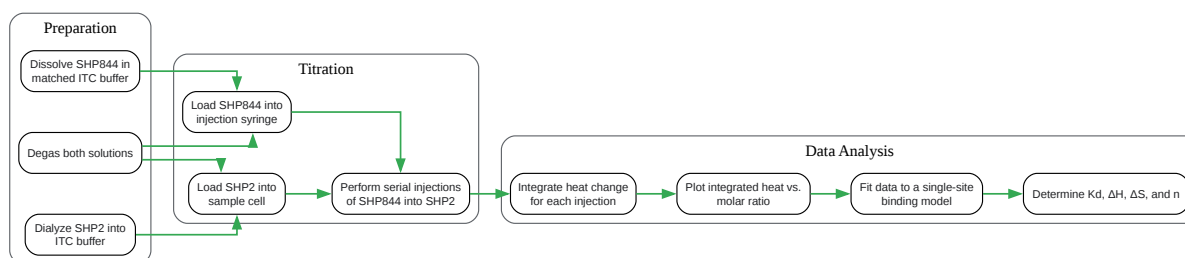 Preparation
Dissolve SHP844 in
matched ITC buffer
Degas both solutions
Dialyze SHP2 into
ITC buffer
Titration
Load SHP844 into
injection syringe
Load SHP2 into
sample cell
Perform serial injections
of SHP844 into SHP2
Data Analysis
Integrate heat change
for each injection
Plot integrated heat vs.
molar ratio
Fit data to a single-site
binding model
Determine Kd, ΔH, ΔS, and n